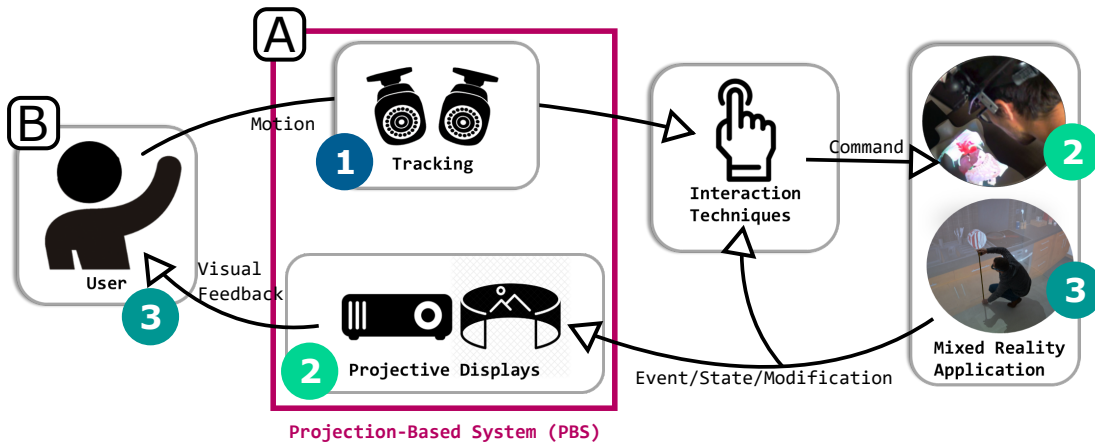 A
B
Motion
1
Tracking
Interaction
Techniques
Command
2
User
3
Visual
Feedback
2
Projective Displays
Event/State/Modification
3
Mixed Reality
Application
Projection-Based System (PBS)